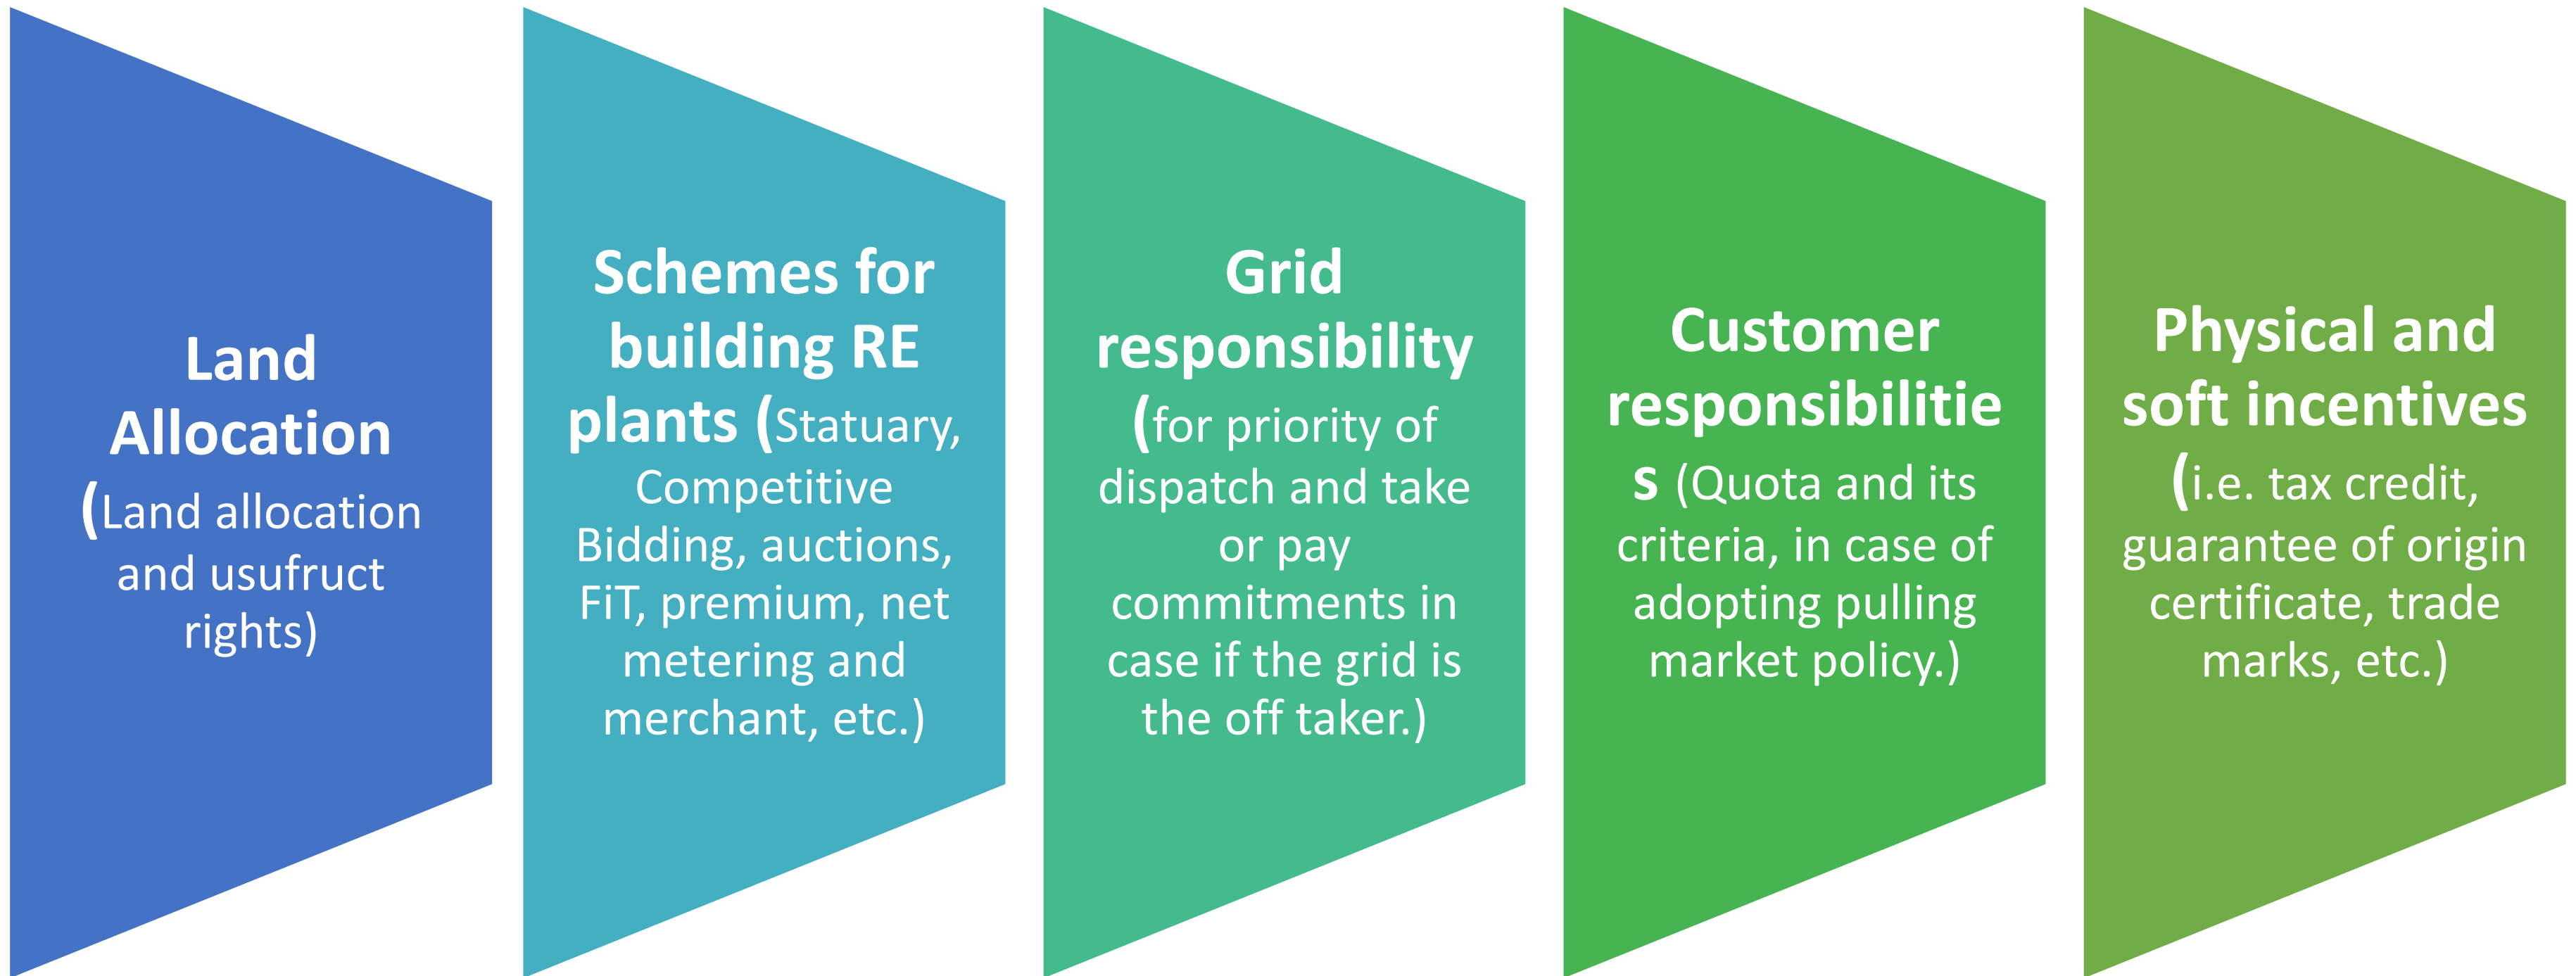 Land
Allocation
(Land allocation
and usufruct
rights)
Schemes for
building RE
plants (Statuary,
Competitive
Bidding, auctions,
FiT, premium, net
metering and
merchant, etc.)
Grid
responsibility
(for priority of
dispatch and take
or pay
commitments in
case if the grid is
the off taker.)
Customer
responsibilitie
s (Quota and its
criteria, in case of
adopting pulling
market policy.)
Physical and
soft incentives
(i.e. tax credit,
guarantee of origin
certificate, trade
marks, etc.)